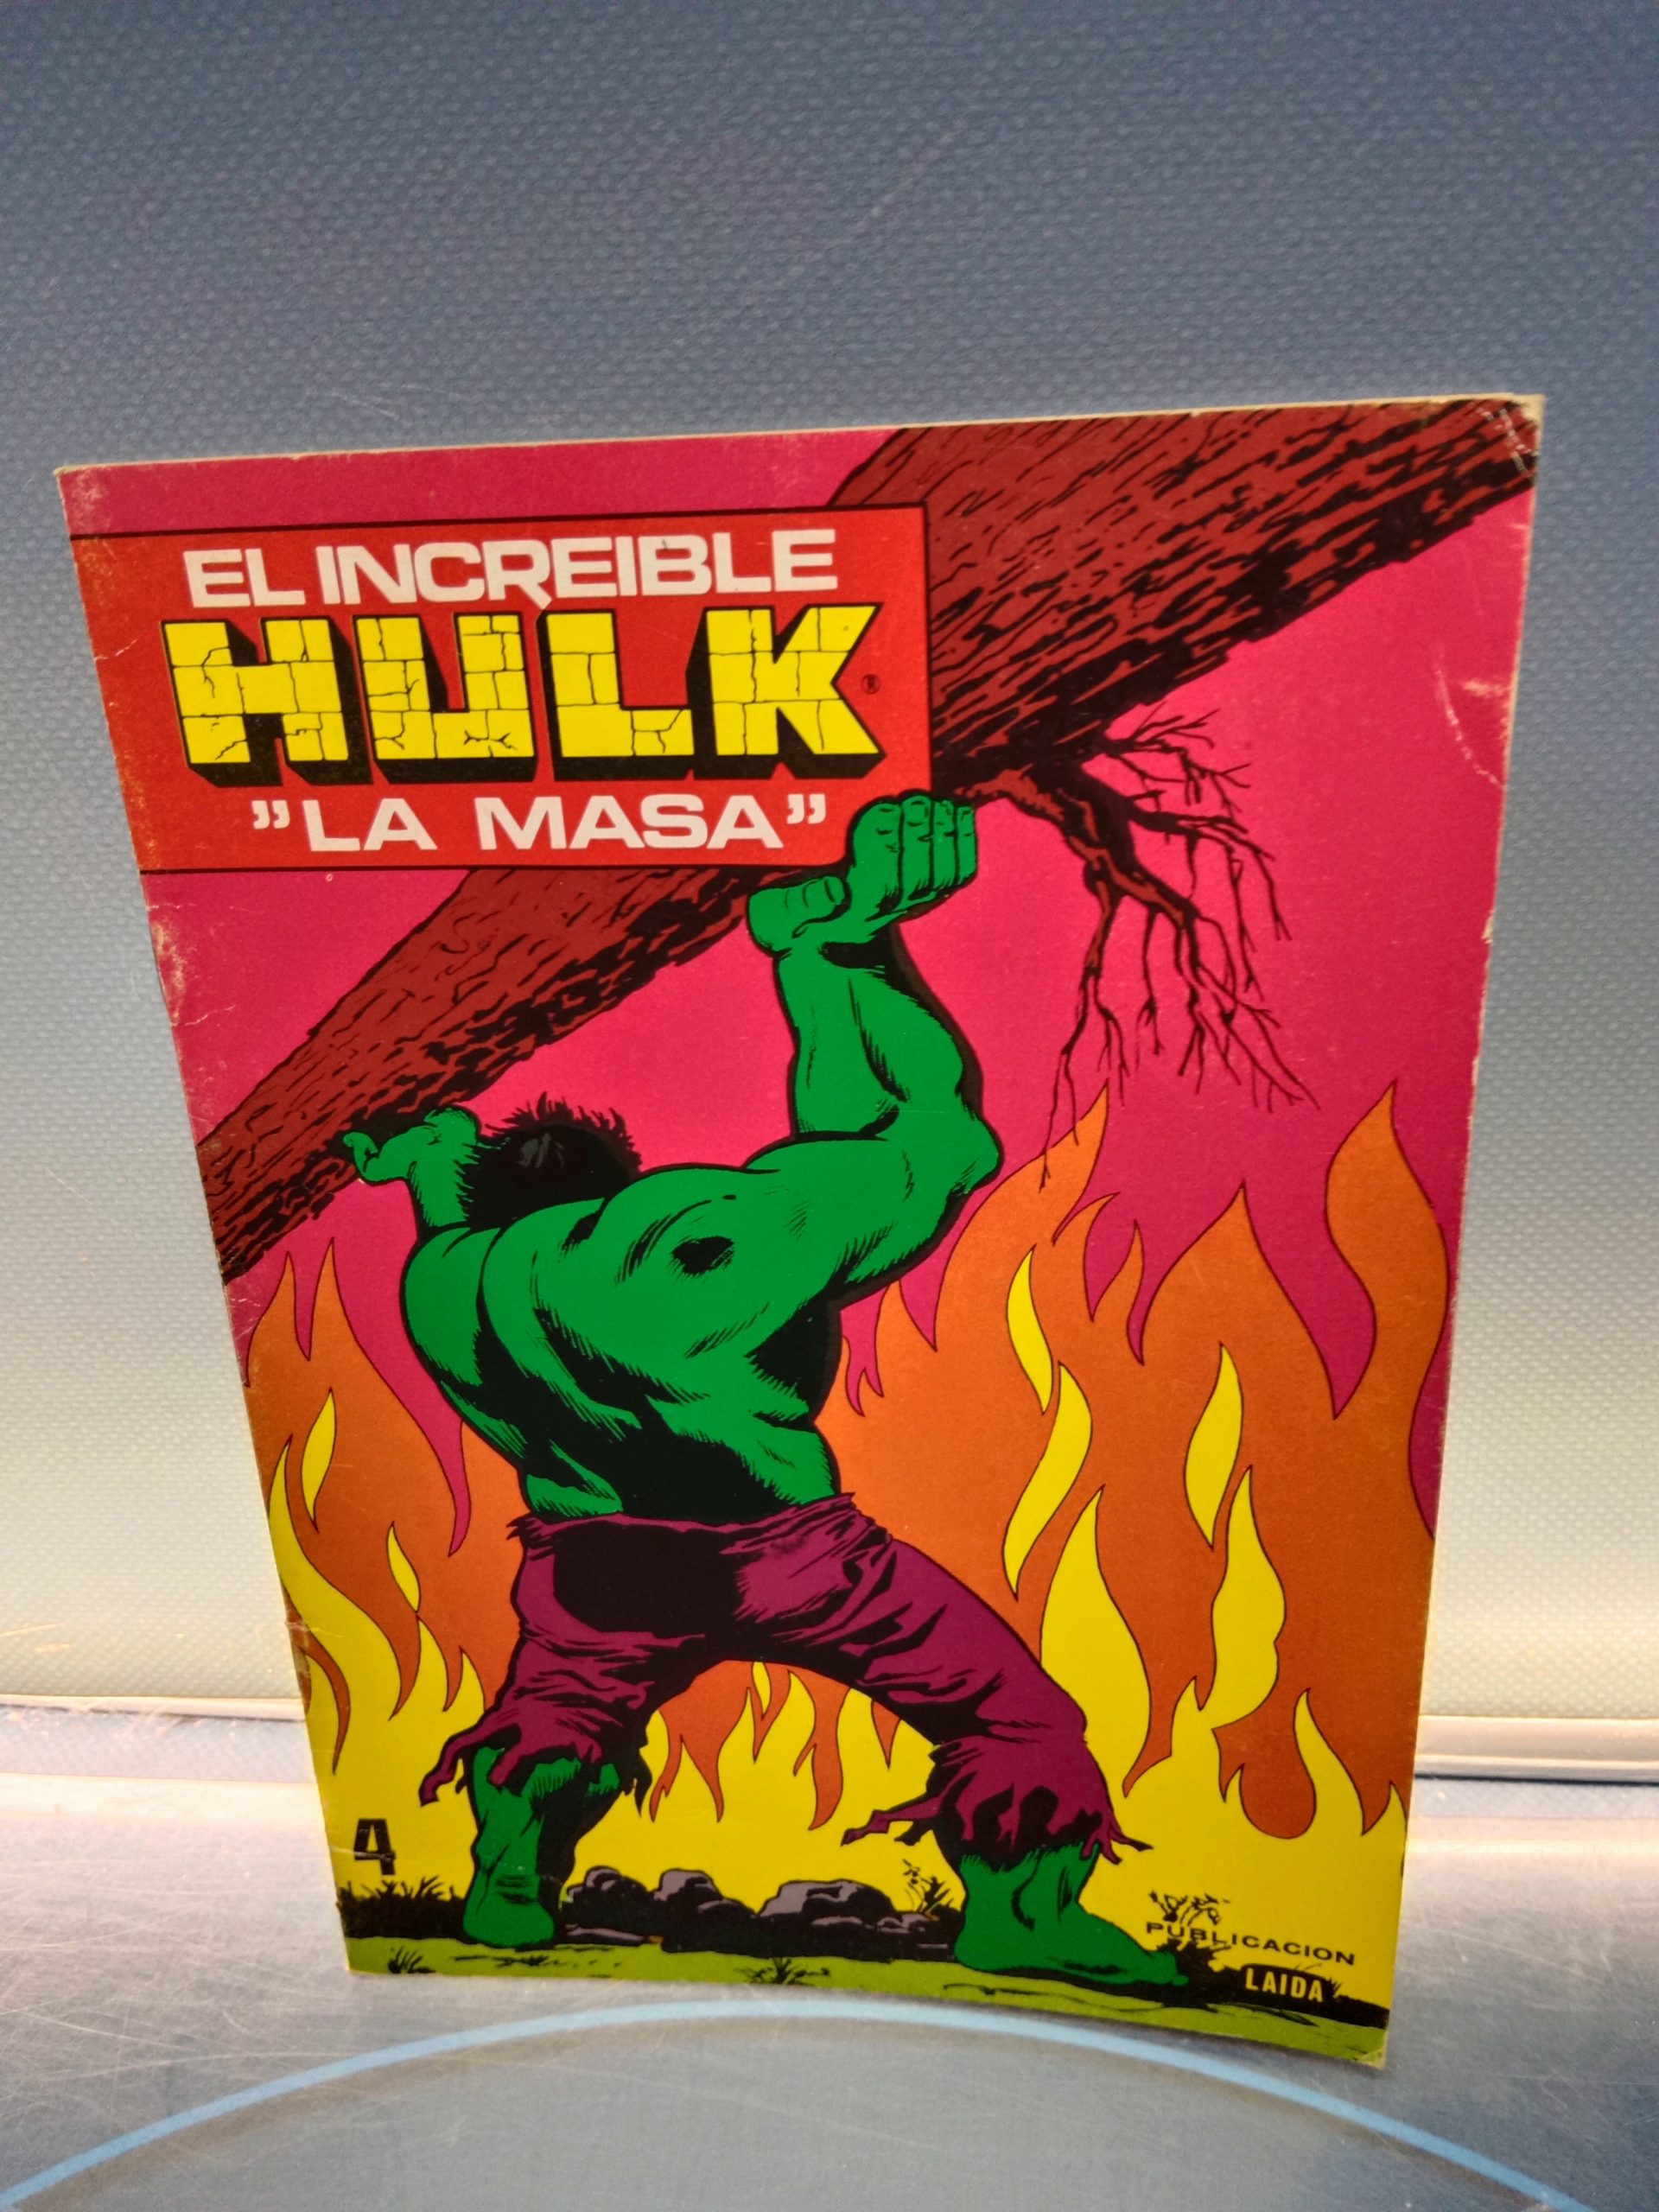 EL INCREIBLE
HULK®
"LA MASA"
4
PUBLICACION
LAIDA